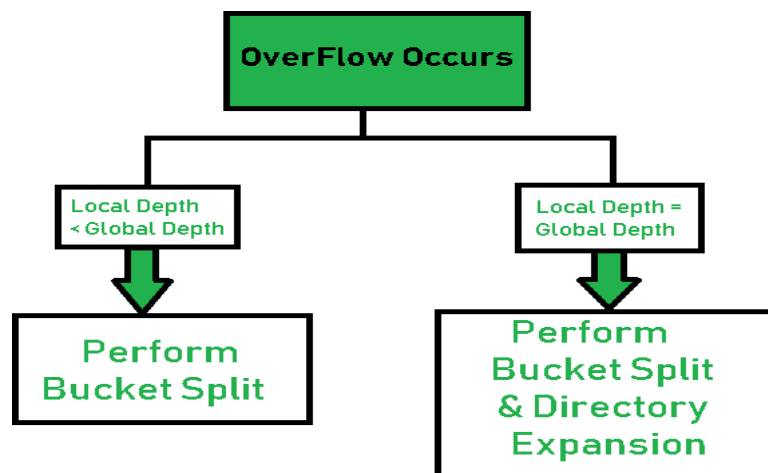 OverFlow Occurs
Local Depth
< Global Depth
Local Depth =
Global Depth
Perform
Bucket Split
Perform
Bucket Split
& Directory
Expansion